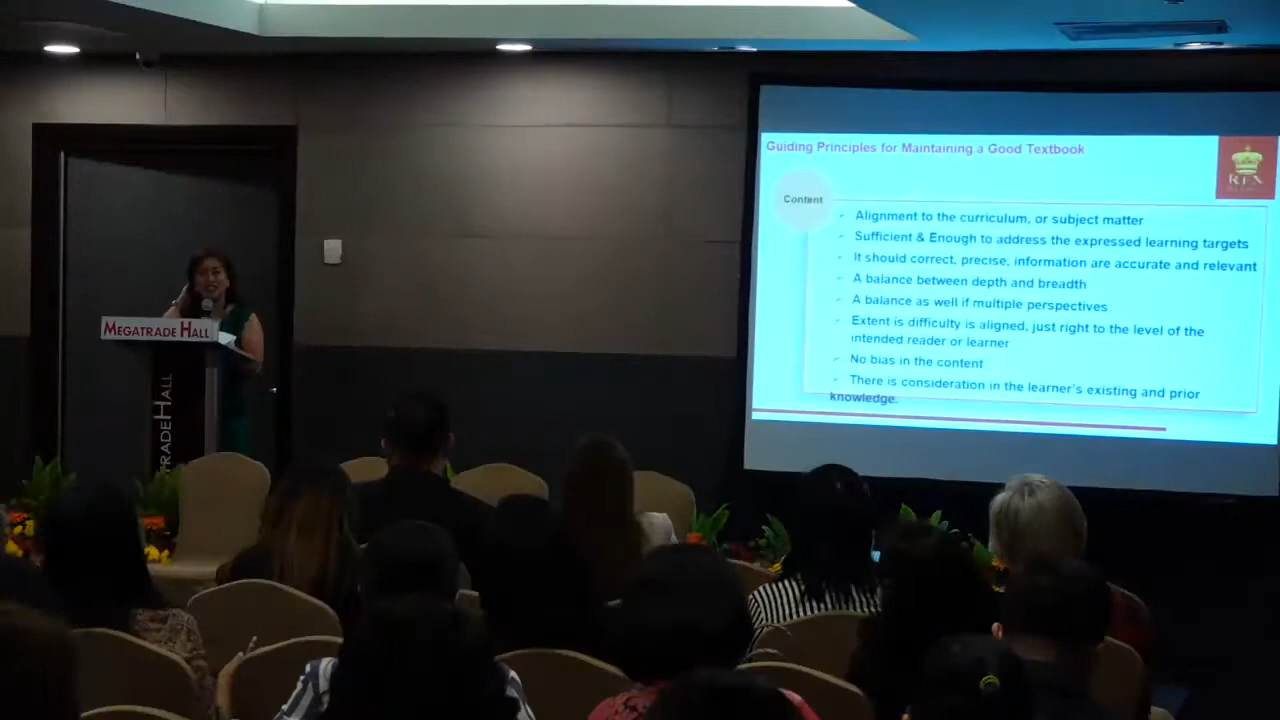 MEGATRADE HALL
TRADEHALL
Guiding Principles for Maintaining a Good Textbook
REX
Content
Alignment to the curriculum, or subject matter
Sufficient & Enough to address the expressed learning targets
It should correct, precise, information are accurate and relevant
A balance between depth and breadth
A balance as well if multiple perspectives
Extent is difficulty is aligned, just right to the level of the
intended reader or learner
No bias in the content
There is consideration in the learner's existing and prior
knowledge.